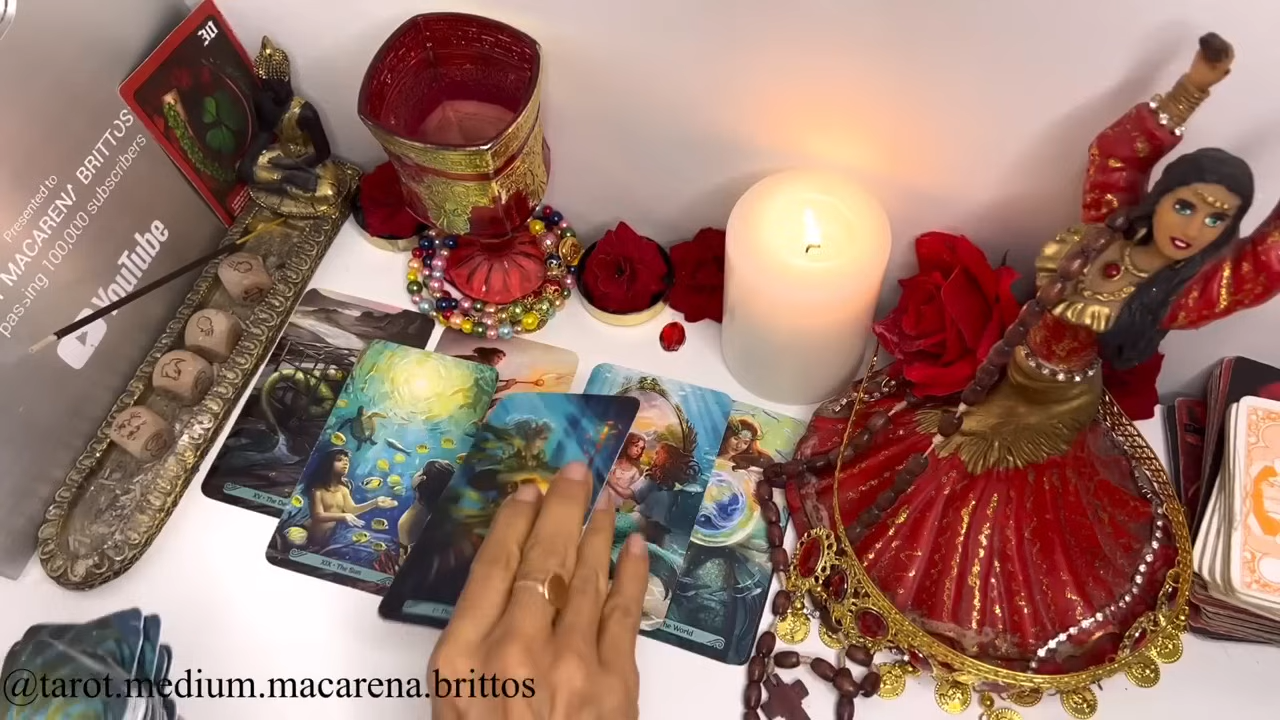 30
Presented to
MACARENA BRITTOS
passing 100,000 subscribers
YouTube
XIX - The Sun
The World
@tarot.medium.macarena.brittos